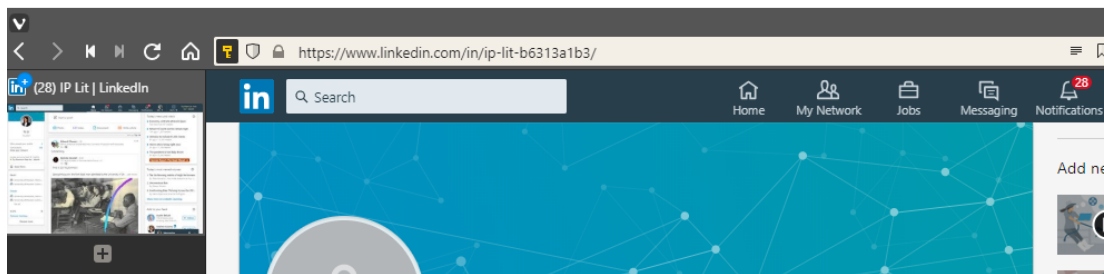 https://www.linkedin.com/in/ip-lit-b6313a1b3/
(28) IP Lit | LinkedIn
in
Search
Home
My Network
Jobs
Messaging
28
Notifications
Add ne